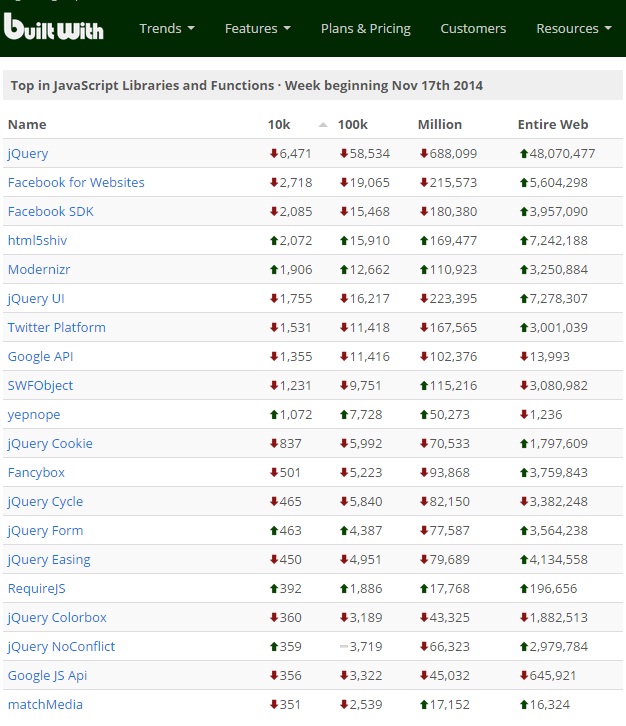 built With Trends Features Plans & Pricing Customers Resources
Top in JavaScript Libraries and Functions · Week beginning Nov 17th 2014
Name 10k 100k Million Entire Web
jQuery 6,471 58,534 688,099 48,070,477
Facebook for Websites 2,718 19,065 215,573 5,604,298
Facebook SDK 2,085 15,468 180,380 3,957,090
html5shiv 2,072 15,910 169,477 7,242,188
Modernizr 1,906 12,662 110,923 3,250,884
jQuery UI 1,755 16,217 223,395 7,278,307
Twitter Platform 1,531 11,418 167,565 3,001,039
Google API 1,355 11,416 102,376 13,993
SWFObject 1,231 9,751 115,216 3,080,982
yepnope 1,072 7,728 50,273 1,236
jQuery Cookie 837 5,992 70,533 1,797,609
Fancybox 501 5,223 93,868 3,759,843
jQuery Cycle 465 5,840 82,150 3,382,248
jQuery Form 463 4,387 77,587 3,564,238
jQuery Easing 450 4,951 79,689 4,134,558
RequireJS 392 1,886 17,768 196,656
jQuery Colorbox 360 3,189 43,325 1,882,513
jQuery NoConflict 359 3,719 66,323 2,979,784
Google JS Api 356 3,322 45,032 645,921
matchMedia 351 2,539 17,152 16,324